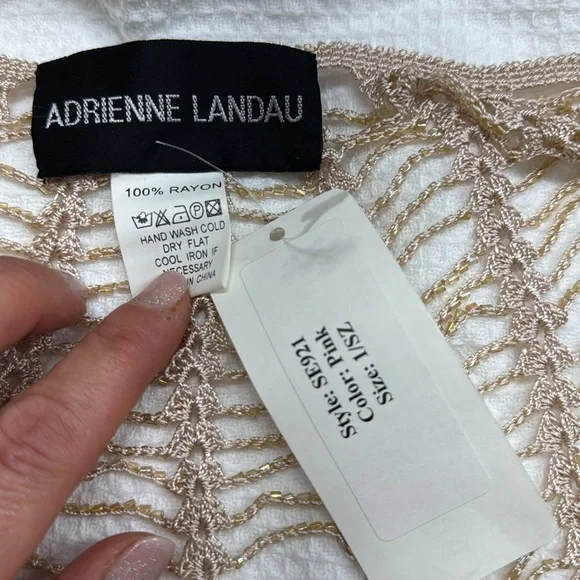 ADRIENNE LANDAU
100% RAYON
HAND WASH COLD
DRY FLAT
COOL IRON IF
NECESSARY
IN CHINA
Style: SE921
Color: Pink
Size: 1/SZ